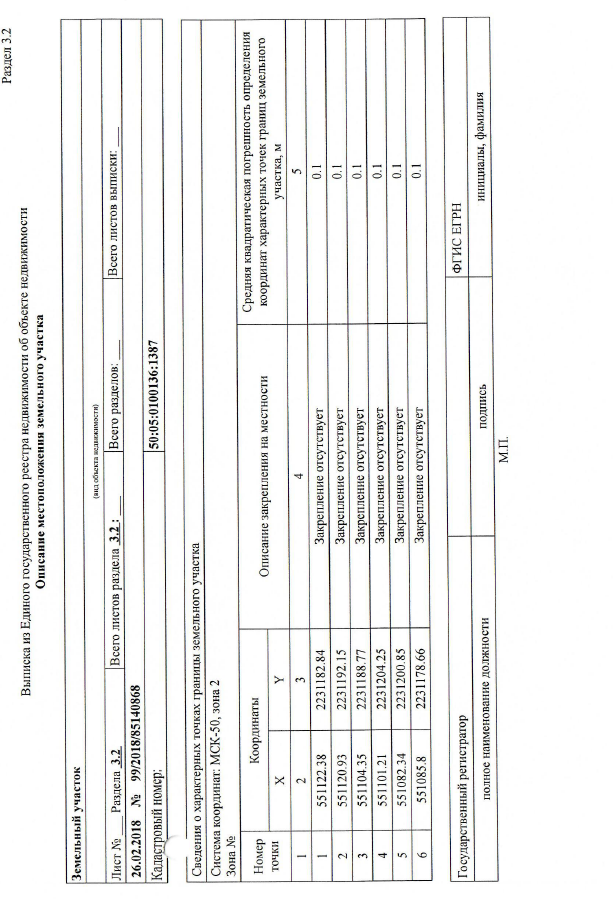 Раздел 3.2
Выписка из Единого государственного реестра недвижимости об объекте недвижимости
Описание местоположения земельного участка
Земельный участок
(вид объекта недвижимости)
Лист № ___ Раздела 3.2 Всего листов раздела 3.2 : ___ Всего разделов: ___ Всего листов выписки: ___
26.02.2018 № 99/2018/85140868
Кадастровый номер: 50:05:0100136:1387
Сведения о характерных точках границы земельного участка
Система координат: МСК-50, зона 2
Зона №
Номер точки Координаты Описание закрепления на местности Средняя квадратическая погрешность определения координат характерных точек границ земельного участка, м
X Y
1 2 3 4 5
1 551122.38 2231182.84 Закрепление отсутствует 0.1
2 551120.93 2231192.15 Закрепление отсутствует 0.1
3 551104.35 2231188.77 Закрепление отсутствует 0.1
4 551101.21 2231204.25 Закрепление отсутствует 0.1
5 551082.34 2231200.85 Закрепление отсутствует 0.1
6 551085.8 2231178.66 Закрепление отсутствует 0.1
Государственный регистратор ФГИС ЕГРН
полное наименование должности подпись инициалы, фамилия
М.П.